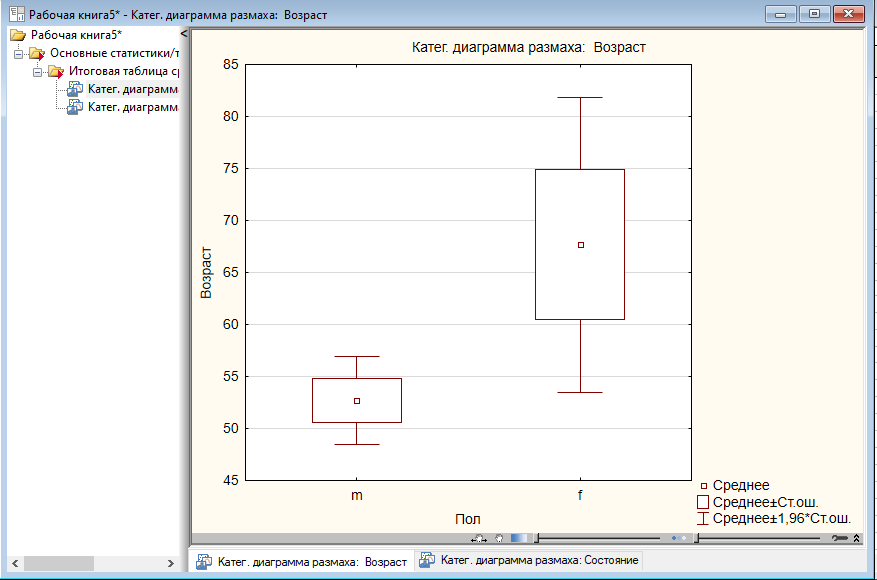 Рабочая книга5* - Катег. диаграмма размаха: Возраст
Рабочая книга5*
Основные статистики/т
Итоговая таблица ср
Катег. диаграмма
Катег. диаграмма
Катег. диаграмма размаха: Возраст
85
80
75
70
65
60
55
50
45
Возраст
m
f
Пол
Среднее
Среднее±Ст.ош.
Среднее±1,96*Ст.ош.
Катег. диаграмма размаха: Возраст
Катег. диаграмма размаха: Состояние